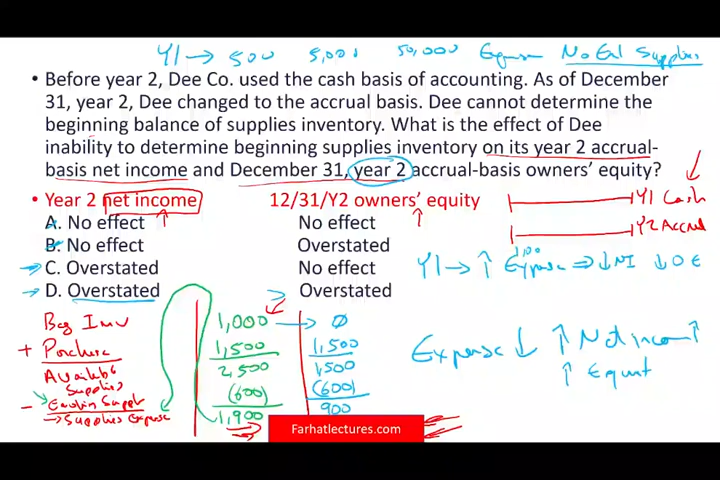 Y1 → 500 5,000 50,000 Expense No End Supplies
• Before year 2, Dee Co. used the cash basis of accounting. As of December
31, year 2, Dee changed to the accrual basis. Dee cannot determine the
beginning balance of supplies inventory. What is the effect of Dee
inability to determine beginning supplies inventory on its year 2 accrual-
basis net income and December 31, year 2 accrual-basis owners' equity?
• Year 2 net income 12/31/Y2 owners' equity
A. No effect No effect
B. No effect Overstated
C. Overstated No effect
D. Overstated Overstated
Y1 Cash
Y2 Accrual
Y1 → ↑ Expense ⇒ ↓NI ↓OE
Expense ↓ ↑ Net income ↑
↑ Equit
Beg Inv 1,000 → 0
+ Purchase 1,500 1,500
Available Supplies 2,500 1,500
- Ending Suppl (600) (600)
→ Supplies Expense 1,900 900
Farhatlectures.com